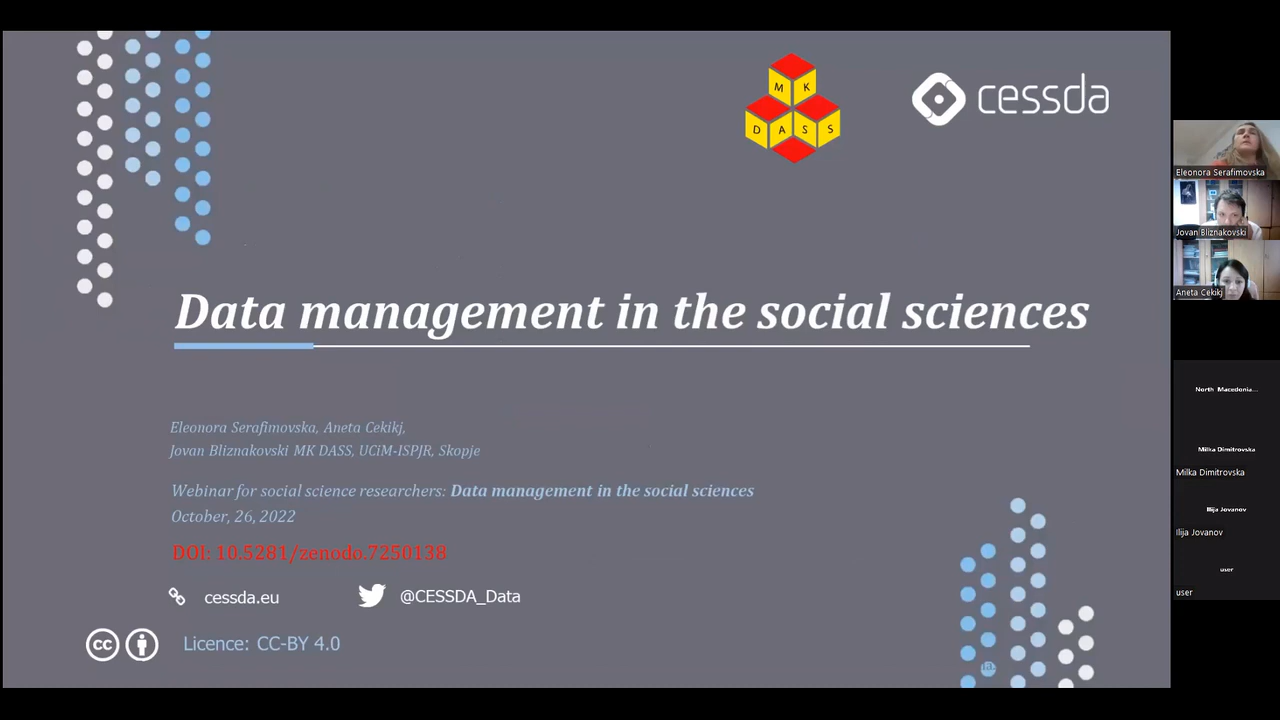 M K
D A S S
cessda
Data management in the social sciences
Eleonora Serafimovska, Aneta Cekikj,
Jovan Bliznakovski MK DASS, UCiM-ISPJR, Skopje
Webinar for social science researchers: Data management in the social sciences
October, 26, 2022
DOI: 10.5281/zenodo.7250138
cessda.eu
@CESSDA_Data
cc
Licence: CC-BY 4.0
Eleonora Serafimovska
Jovan Bliznakovski
Aneta Cekikj
North Macedonia...
Milka Dimitrovska
Milka Dimitrovska
Ilija Jovanov
Ilija Jovanov
user
user